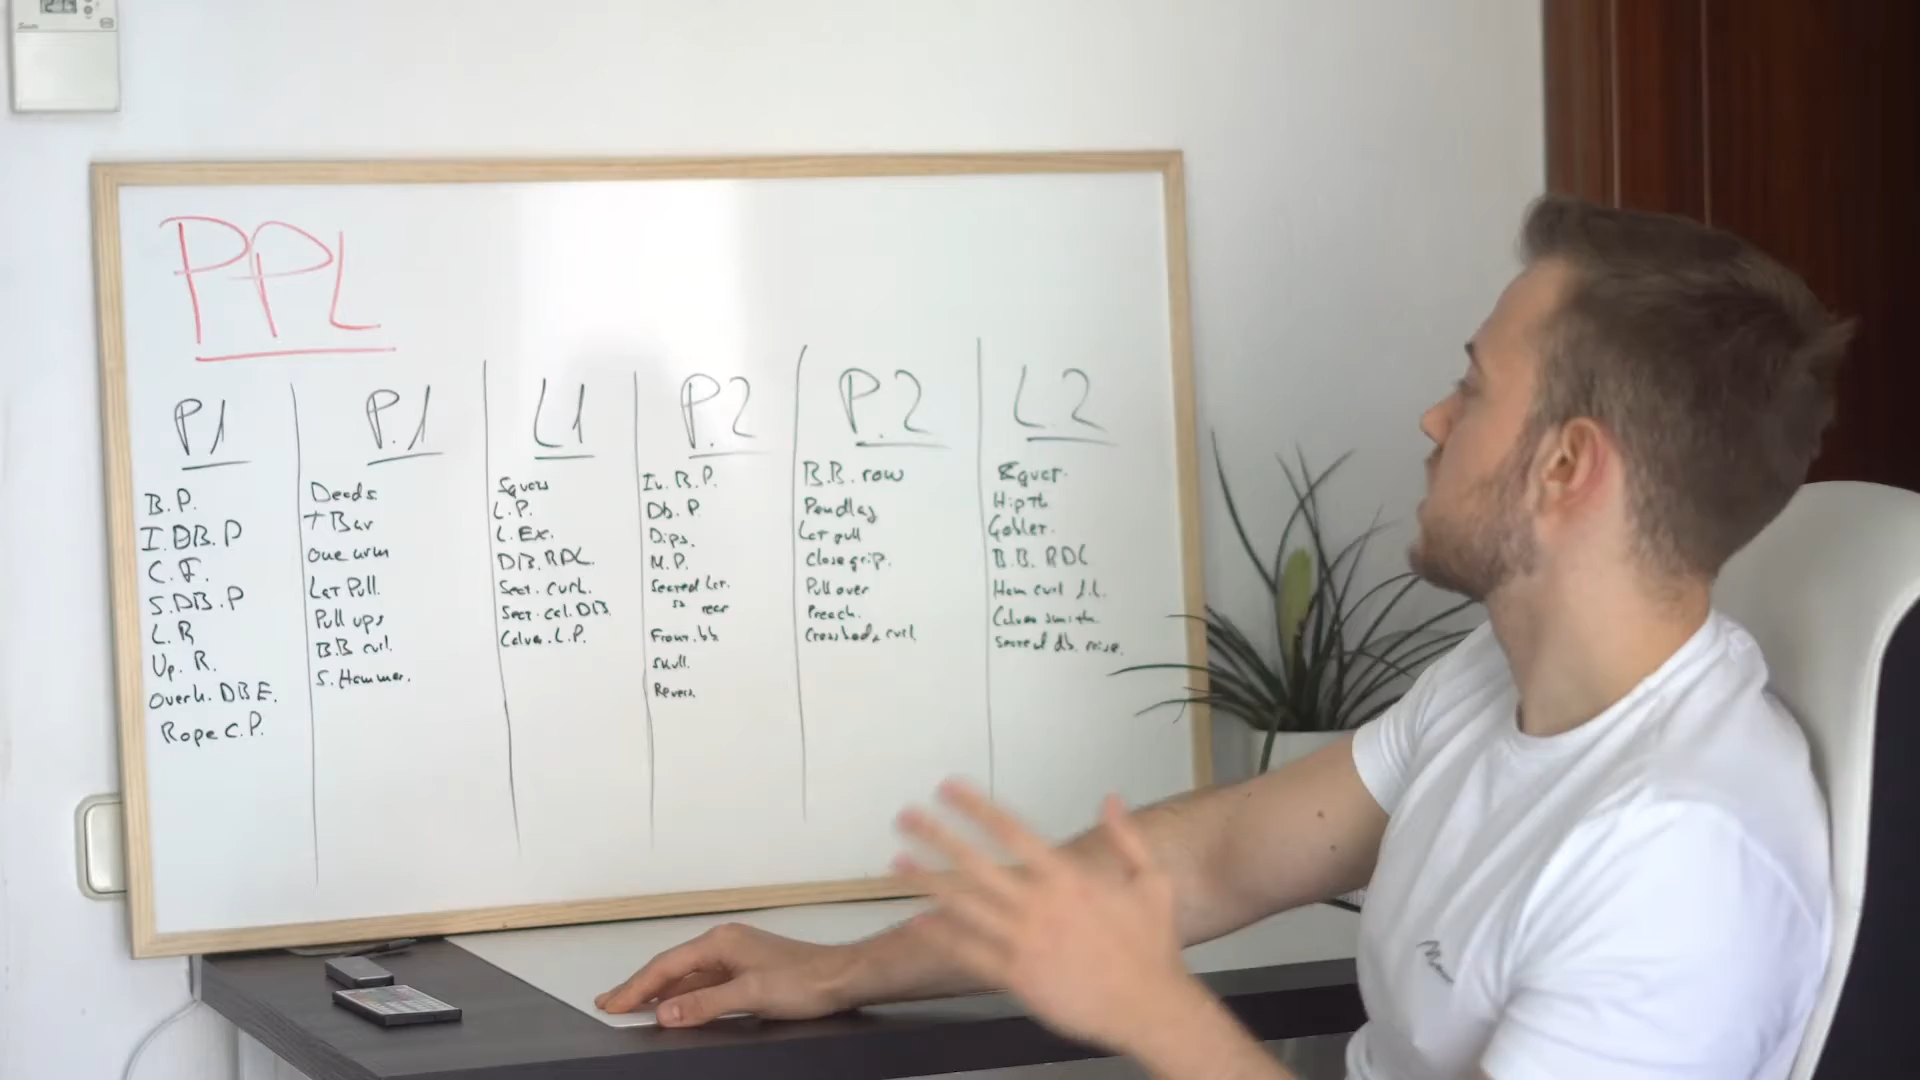 PPL
P1
B.P.
I.DB.P
C.F.
S.DB.P
L.R
Up. R.
Overh. DB E.
Rope C.P.
P.1
Deads
T Bar
One arm
Lat Pull.
Pull ups
B.B curl.
S. Hammer.
L1
Squats
L.P.
L. Ex.
DB. RDL.
Seat. curl.
Seat. cal. DB.
Calva. L.P.
P.2
In. B.P.
Db. P.
Dips.
M.P.
Seated Lat.
rear
Front. bb
Skull.
Revers.
P.2
B.B. row
Pendlay
Lat pull
Close grip.
Pull over
Preach.
Crossbody curl.
L.2
Squat.
Hip Th
Goblet.
B.B. RDL
Ham curl
Calves smith
Seated db. raise.